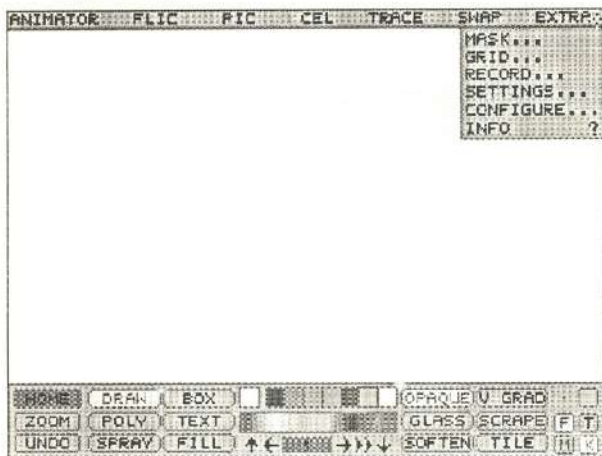 ANIMATOR FLIC PIC CEL TRACE SWAP EXTRA
MASK...
GRID...
RECORD...
SETTINGS...
CONFIGURE...
INFO ?
HOME DRAW BOX OPAQUE V GRAD
ZOOM POLY TEXT GLASS SCRAPE F T
UNDO SPRAY FILL ↑ ← → >> ↓ SOFTEN TILE M K